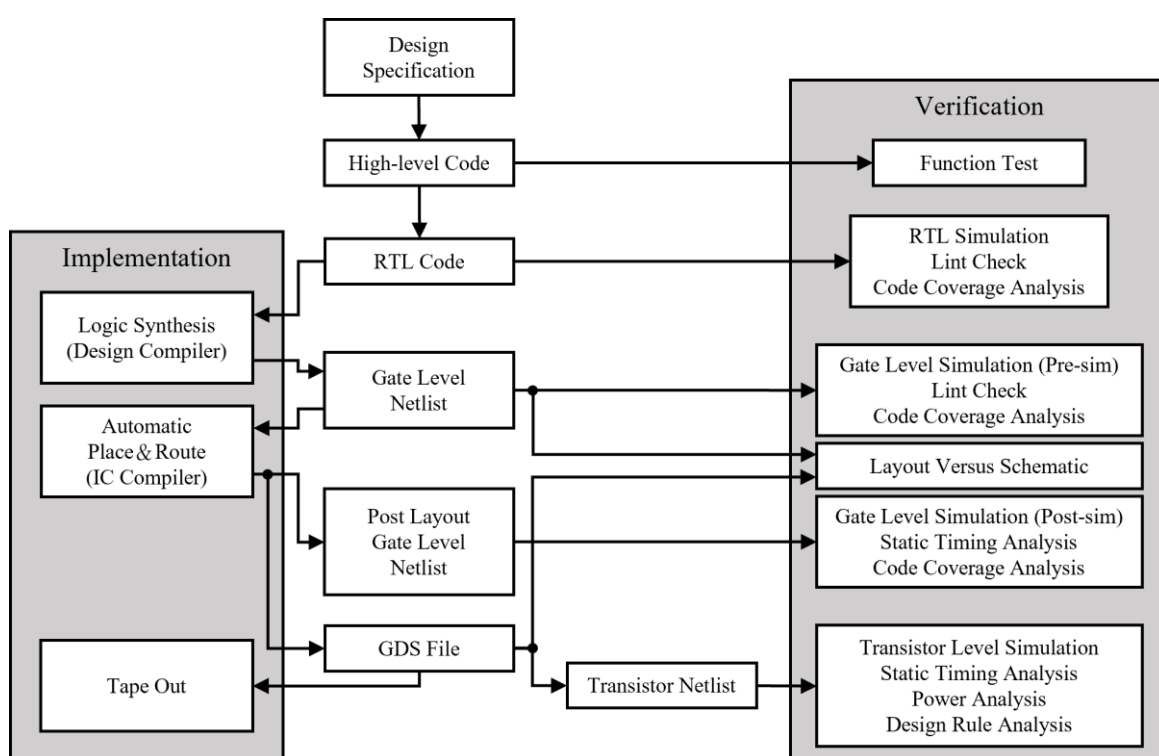 Design
Specification
Verification
High-level Code
Function Test
Implementation
RTL Code
RTL Simulation
Lint Check
Code Coverage Analysis
Logic Synthesis
(Design Compiler)
Gate Level
Netlist
Gate Level Simulation (Pre-sim)
Lint Check
Code Coverage Analysis
Automatic
Place＆Route
(IC Compiler)
Layout Versus Schematic
Post Layout
Gate Level
Netlist
Gate Level Simulation (Post-sim)
Static Timing Analysis
Code Coverage Analysis
GDS File
Tape Out
Transistor Netlist
Transistor Level Simulation
Static Timing Analysis
Power Analysis
Design Rule Analysis